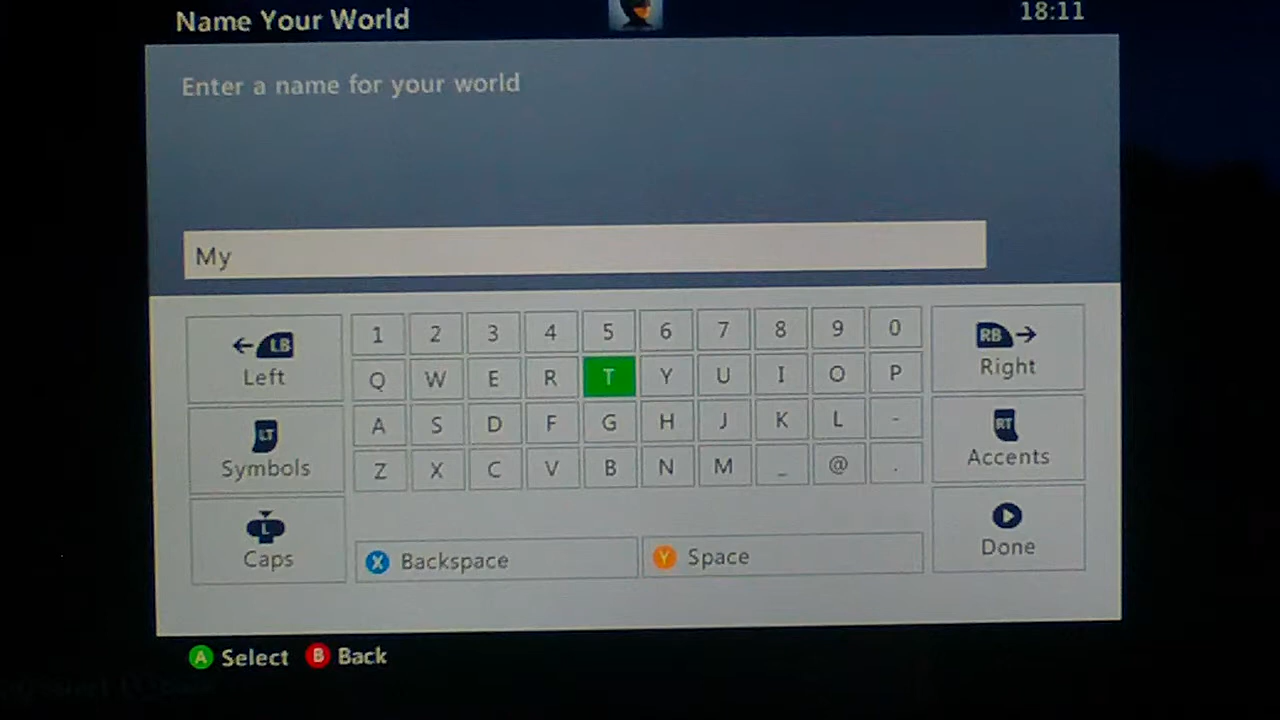 Name Your World
18:11
Enter a name for your world
My
LB
Left
1 2 3 4 5 6 7 8 9 0
RB
Right
Q W E R T Y U I O P
LT
Symbols
A S D F G H J K L -
RT
Accents
Z X C V B N M _ @ .
L
Caps
X Backspace
Y Space
Done
A Select B Back